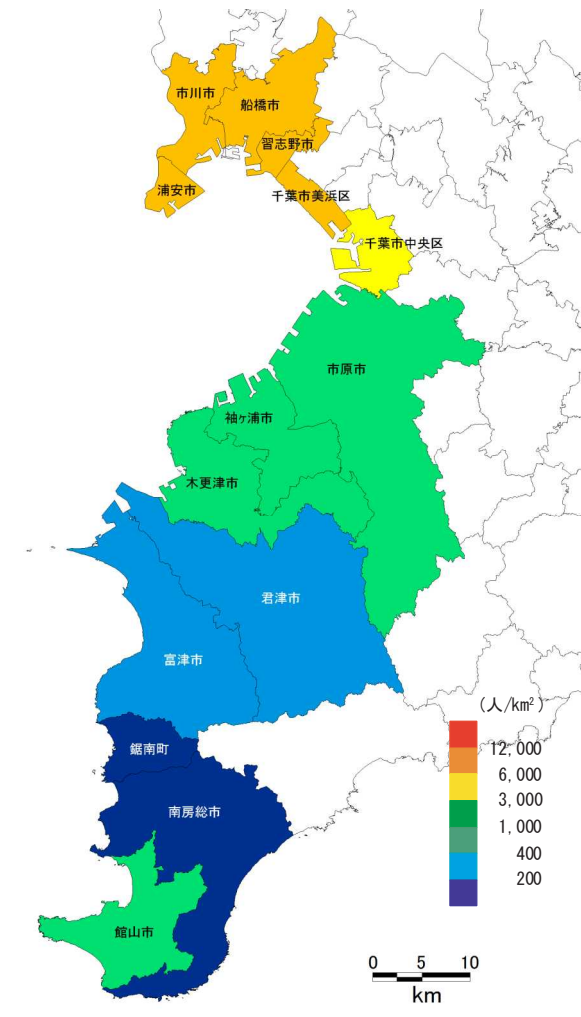 市川市
船橋市
習志野市
浦安市
千葉市美浜区
千葉市中央区
市原市
袖ヶ浦市
木更津市
君津市
富津市
鋸南町
南房総市
館山市
(人/km²)
12,000
6,000
3,000
1,000
400
200
0 5 10
km